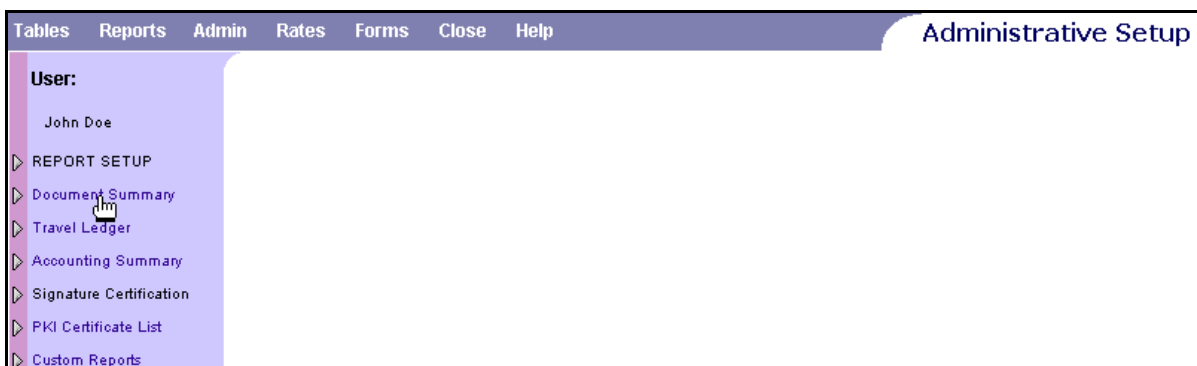 Tables Reports Admin Rates Forms Close Help Administrative Setup
User:
John Doe
REPORT SETUP
Document Summary
Travel Ledger
Accounting Summary
Signature Certification
PKI Certificate List
Custom Reports